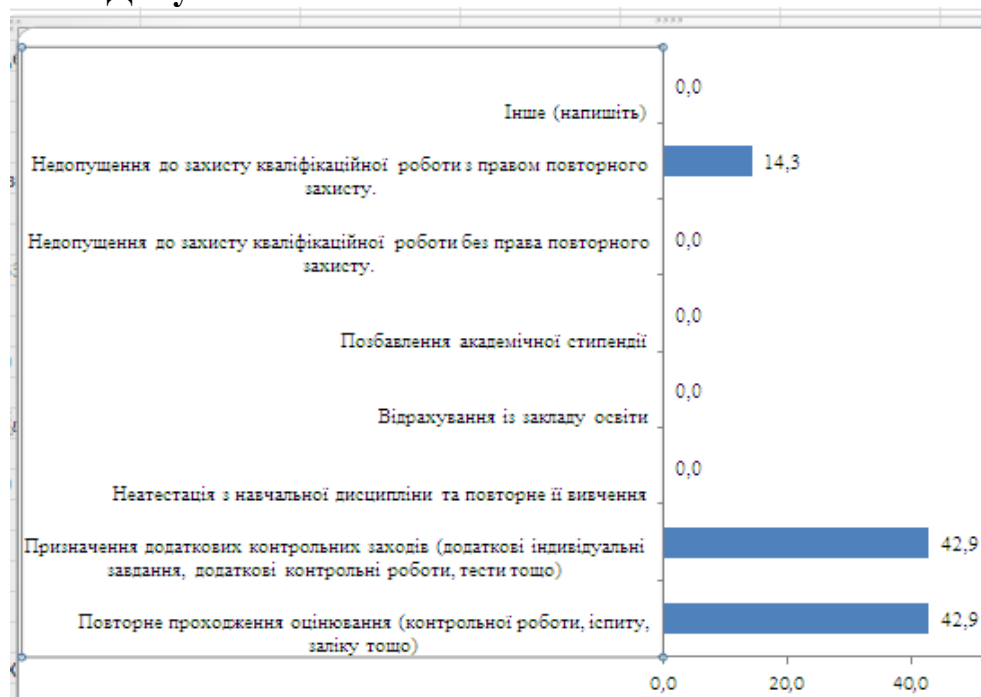 0,0
Інше (напишіть)
Недопущення до захисту кваліфікаційної роботи з правом повторного
захисту.
14,3
Недопущення до захисту кваліфікаційної роботи без права повторного
захисту.
0,0
0,0
Позбавлення академічної стипендії
0,0
Відрахування із закладу освіти
0,0
Неатестація з навчальної дисципліни та повторне її вивчення
Призначення додаткових контрольних заходів (додаткові індивідуальні
завдання, додаткові контрольні роботи, тести тощо)
42,9
Повторне проходження оцінювання (контрольної роботи, іспиту,
заліку тощо)
42,9
0,0 20,0 40,0